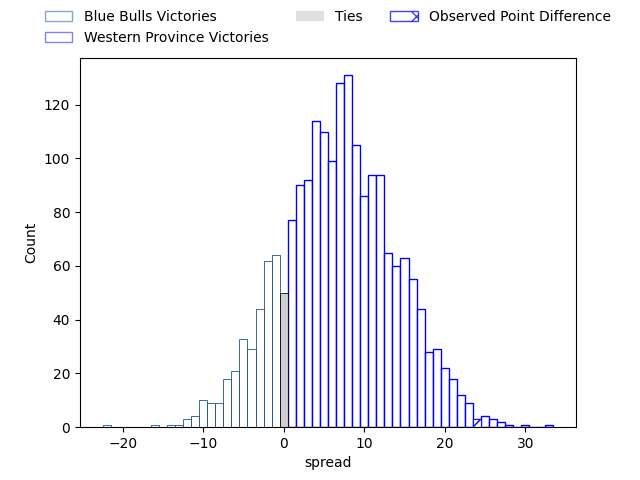 Blue Bulls Victories
Western Province Victories
Ties
Observed Point Difference
Count
120
100
80
60
40
20
0
−20
−10
0
10
20
30
spread